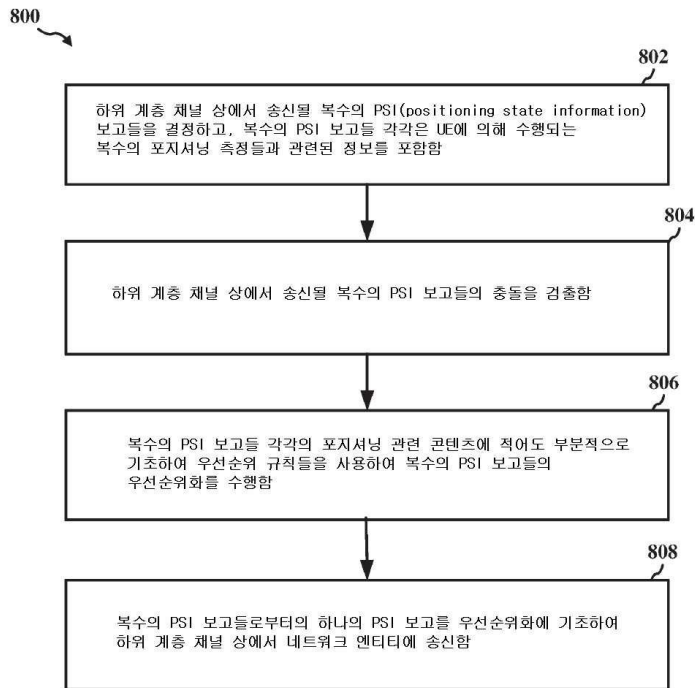 800
802
하위 계층 채널 상에서 송신될 복수의 PSI(positioning state information)
보고들을 결정하고, 복수의 PSI 보고들 각각은 UE에 의해 수행되는
복수의 포지셔닝 측정들과 관련된 정보를 포함함
804
하위 계층 채널 상에서 송신될 복수의 PSI 보고들의 충돌을 검출함
806
복수의 PSI 보고들 각각의 포지셔닝 관련 콘텐츠에 적어도 부분적으로
기초하여 우선순위 규칙들을 사용하여 복수의 PSI 보고들의
우선순위화를 수행함
808
복수의 PSI 보고들로부터의 하나의 PSI 보고를 우선순위화에 기초하여
하위 계층 채널 상에서 네트워크 엔티티에 송신함